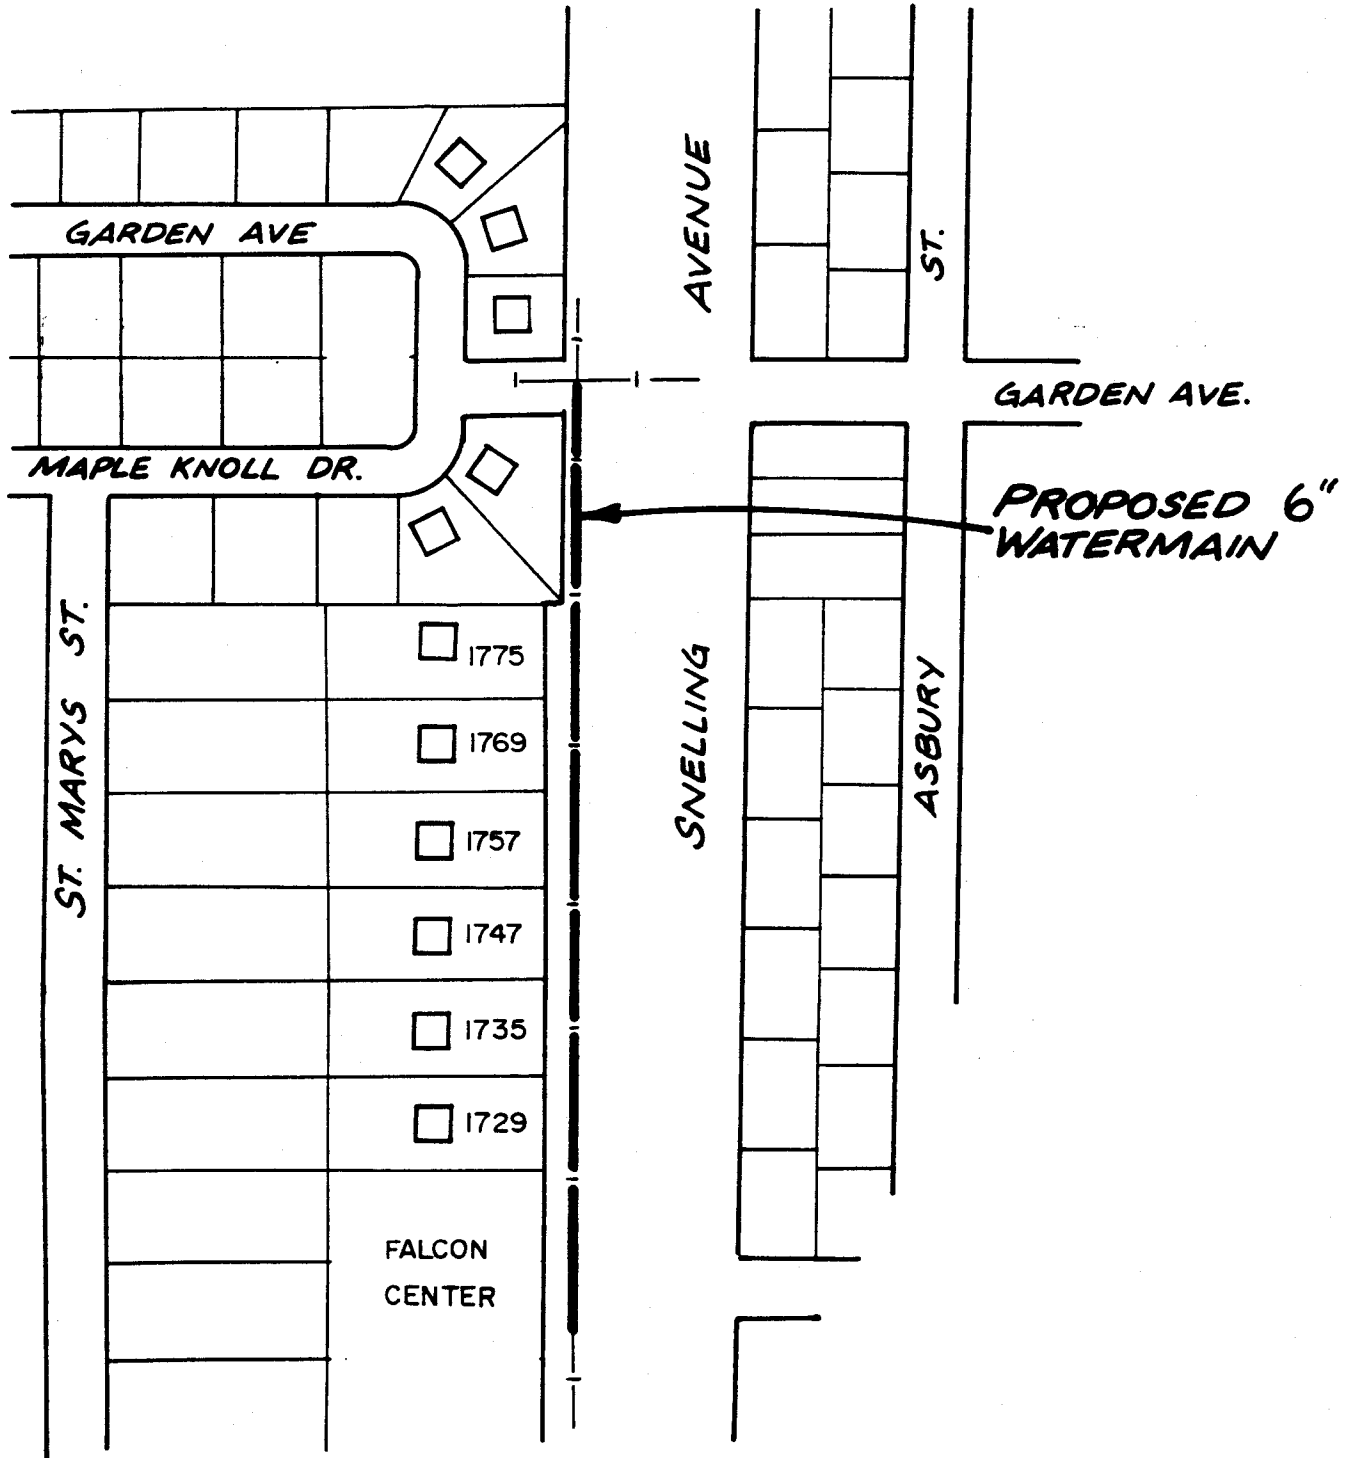 AVENUE
GARDEN AVE
ST.
GARDEN AVE.
MAPLE KNOLL DR.
PROPOSED 6"
WATERMAIN
ST. MARYS ST.
1775
SNELLING
ASBURY
1769
1757
1747
1735
1729
FALCON
CENTER